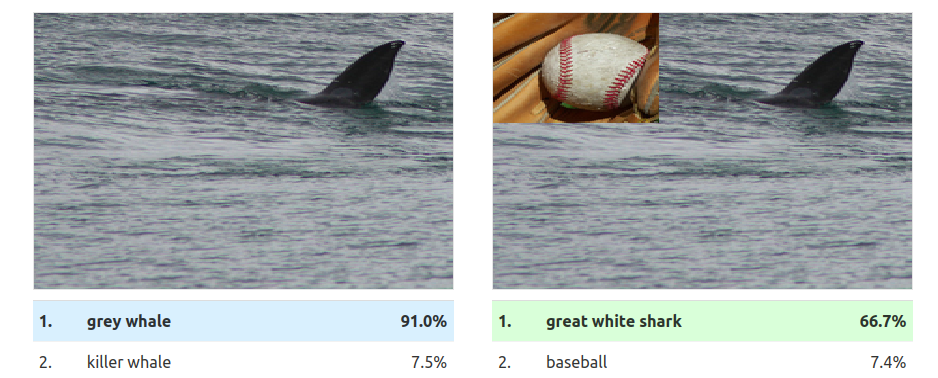 1. grey whale 91.0%
2. killer whale 7.5%
1. great white shark 66.7%
2. baseball 7.4%